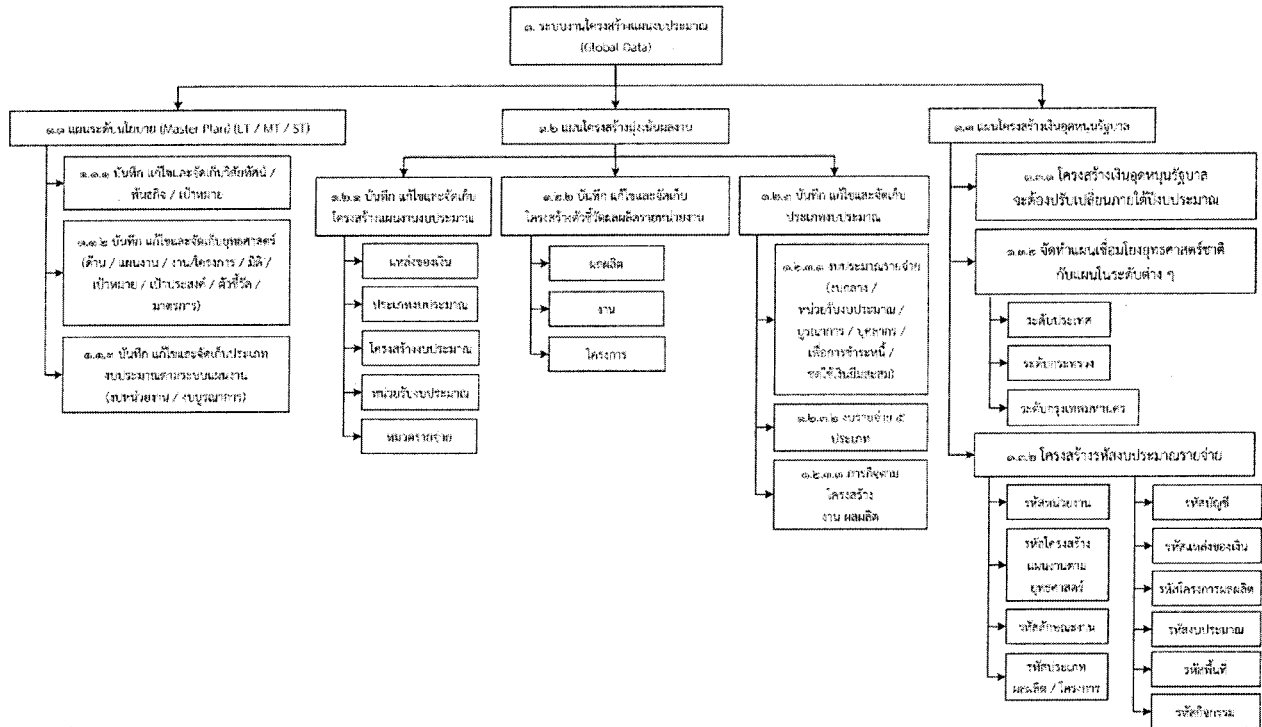 ๓. ระบบงานโครงสร้างแผนงบประมาณ
(Global Data)
๑.๑ แผนระดับนโยบาย (Master Plan) (LT / MT / ST)
๑.๑.๑ บันทึก แก้ไขและจัดเก็บวิสัยทัศน์ /
พันธกิจ / เป้าหมาย
๑.๑.๒ บันทึก แก้ไขและจัดเก็บยุทธศาสตร์
(ด้าน / แผนงาน / งาน/โครงการ / มิติ /
เป้าหมาย / เป้าประสงค์ / ตัวชี้วัด /
มาตรการ)
๑.๑.๓ บันทึก แก้ไขและจัดเก็บประเภท
งบประมาณตามระบบแผนงาน
(งบหน่วยงาน / งบบูรณาการ)
๑.๒ แผนโครงสร้างมุ่งเน้นผลงาน
๑.๒.๑ บันทึก แก้ไขและจัดเก็บ
โครงสร้างแผนงานงบประมาณ
แหล่งของเงิน
ประเภทงบประมาณ
โครงสร้างงบประมาณ
หน่วยรับงบประมาณ
หมวดรายจ่าย
๑.๒.๒ บันทึก แก้ไขและจัดเก็บ
โครงสร้างตัวชี้วัดผลผลิตรายหน่วยงาน
ผลผลิต
งาน
โครงการ
๑.๒.๓ บันทึก แก้ไขและจัดเก็บ
ประเภทงบประมาณ
๑.๒.๓.๑ งบประมาณรายจ่าย
(งบกลาง /
หน่วยรับงบประมาณ /
บูรณาการ / บุคลากร /
เพื่อการชำระหนี้ /
ชดใช้เงินยืมสะสม)
๑.๒.๓.๒ งบรายจ่าย ๕
ประเภท
๑.๒.๓.๓ ภารกิจตาม
โครงสร้าง
งาน ผลผลิต
๑.๓ แผนโครงสร้างเงินอุดหนุนรัฐบาล
๑.๓.๑ โครงสร้างเงินอุดหนุนรัฐบาล
จะต้องปรับเปลี่ยนภายใต้ปีงบประมาณ
๑.๓.๒ จัดทำแผนเชื่อมโยงยุทธศาสตร์ชาติ
กับแผนในระดับต่าง ๆ
ระดับประเทศ
ระดับกระทรวง
ระดับกรุงเทพมหานคร
๑.๓.๒ โครงสร้างรหัสงบประมาณรายจ่าย
รหัสหน่วยงาน
รหัสโครงสร้าง
แผนงานตาม
ยุทธศาสตร์
รหัสลักษณะงาน
รหัสประเภท
ผลผลิต / โครงการ
รหัสบัญชี
รหัสแหล่งของเงิน
รหัสโครงการผลผลิต
รหัสงบประมาณ
รหัสพื้นที่
รหัสกิจกรรม